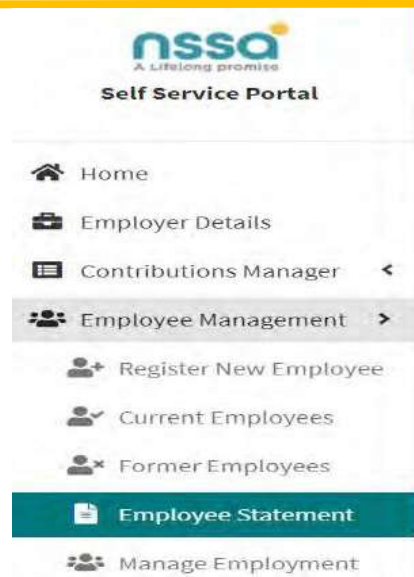 nssa
A Lifelong promise
Self Service Portal
Home
Employer Details
Contributions Manager
Employee Management
Register New Employee
Current Employees
Former Employees
Employee Statement
Manage Employment